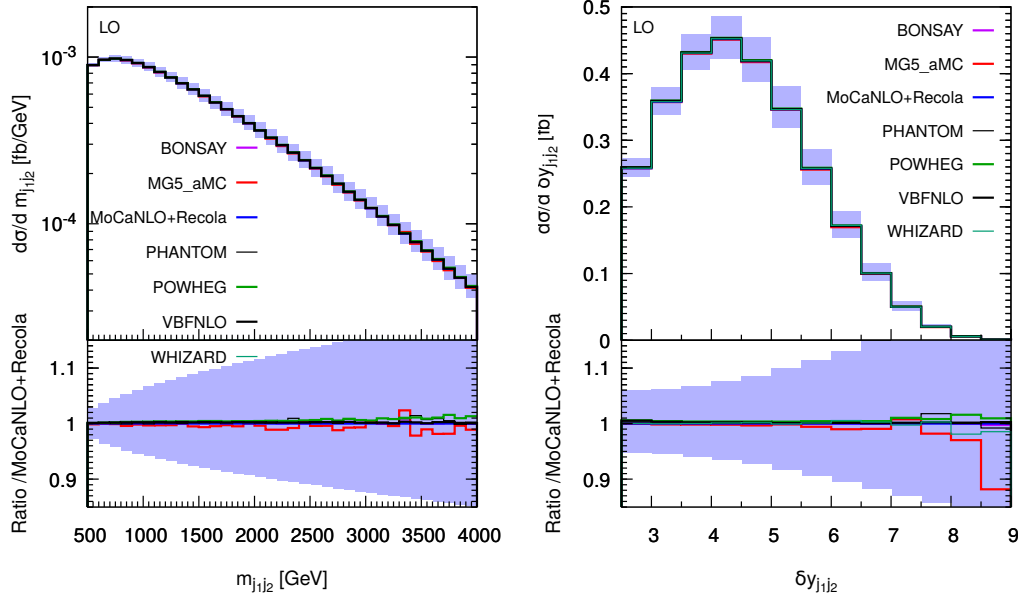 LO
10⁻³
10⁻⁴
dσ/d m_{j₁j₂} [fb/GeV]
BONSAY
MG5_aMC
MoCaNLO+Recola
PHANTOM
POWHEG
VBFNLO
WHIZARD
1.1
1
0.9
Ratio /MoCaNLO+Recola
500 1000 1500 2000 2500 3000 3500 4000
m_{j₁j₂} [GeV]
LO
0.5
0.4
0.3
0.2
0.1
0
dσ/d δy_{j₁j₂} [fb]
BONSAY
MG5_aMC
MoCaNLO+Recola
PHANTOM
POWHEG
VBFNLO
WHIZARD
1.1
1
0.9
Ratio /MoCaNLO+Recola
3 4 5 6 7 8 9
δy_{j₁j₂}